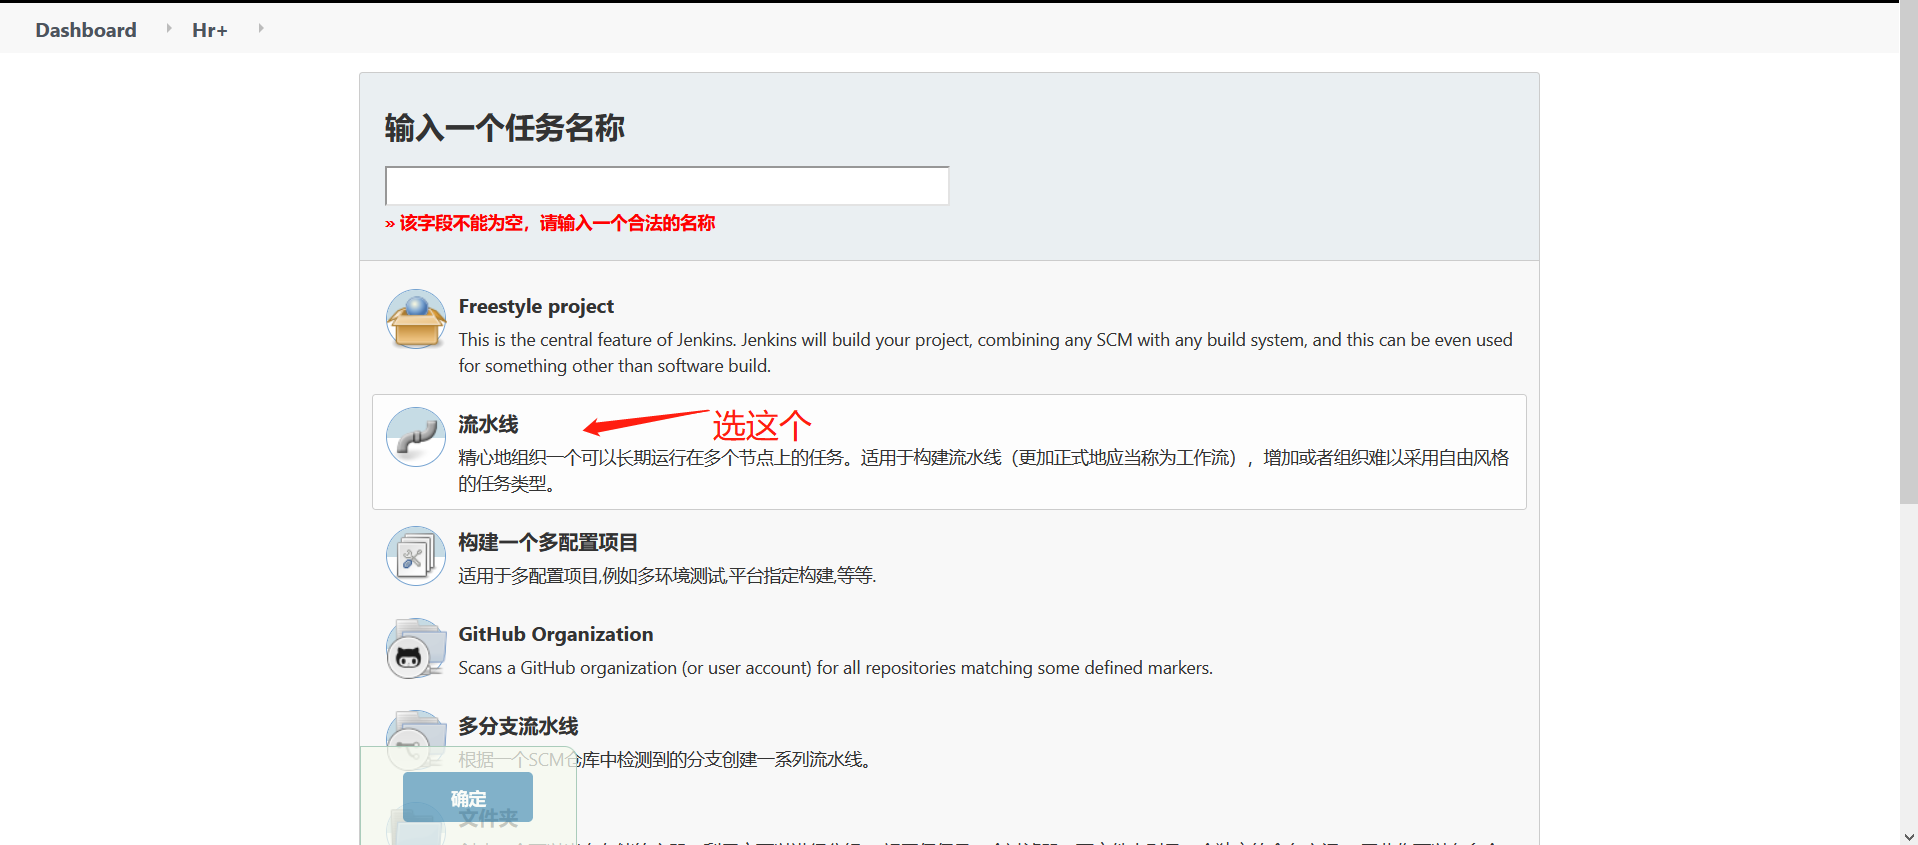 Dashboard Hr+
输入一个任务名称
» 该字段不能为空，请输入一个合法的名称
Freestyle project
This is the central feature of Jenkins. Jenkins will build your project, combining any SCM with any build system, and this can be even used
for something other than software build.
流水线
选这个
精心地组织一个可以长期运行在多个节点上的任务。适用于构建流水线（更加正式地应当称为工作流），增加或者组织难以采用自由风格
的任务类型。
构建一个多配置项目
适用于多配置项目,例如多环境测试,平台指定构建,等等.
GitHub Organization
Scans a GitHub organization (or user account) for all repositories matching some defined markers.
多分支流水线
根据一个SCM仓库中检测到的分支创建一系列流水线。
确定
文件夹